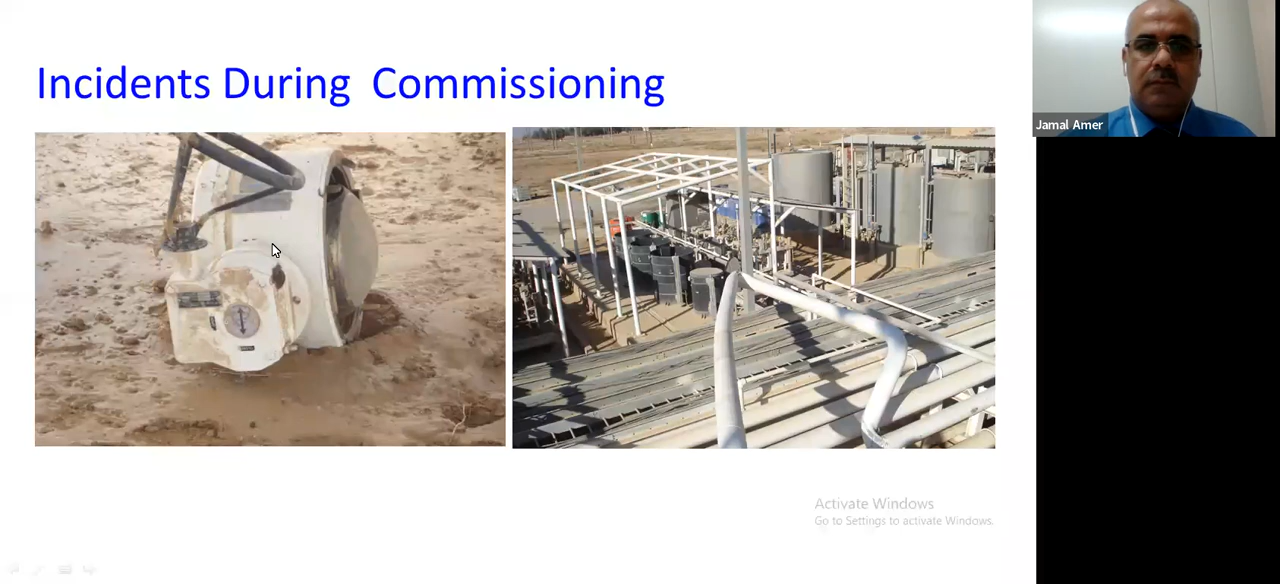 Incidents During  Commissioning
Jamal Amer
Activate Windows
Go to Settings to activate Windows.